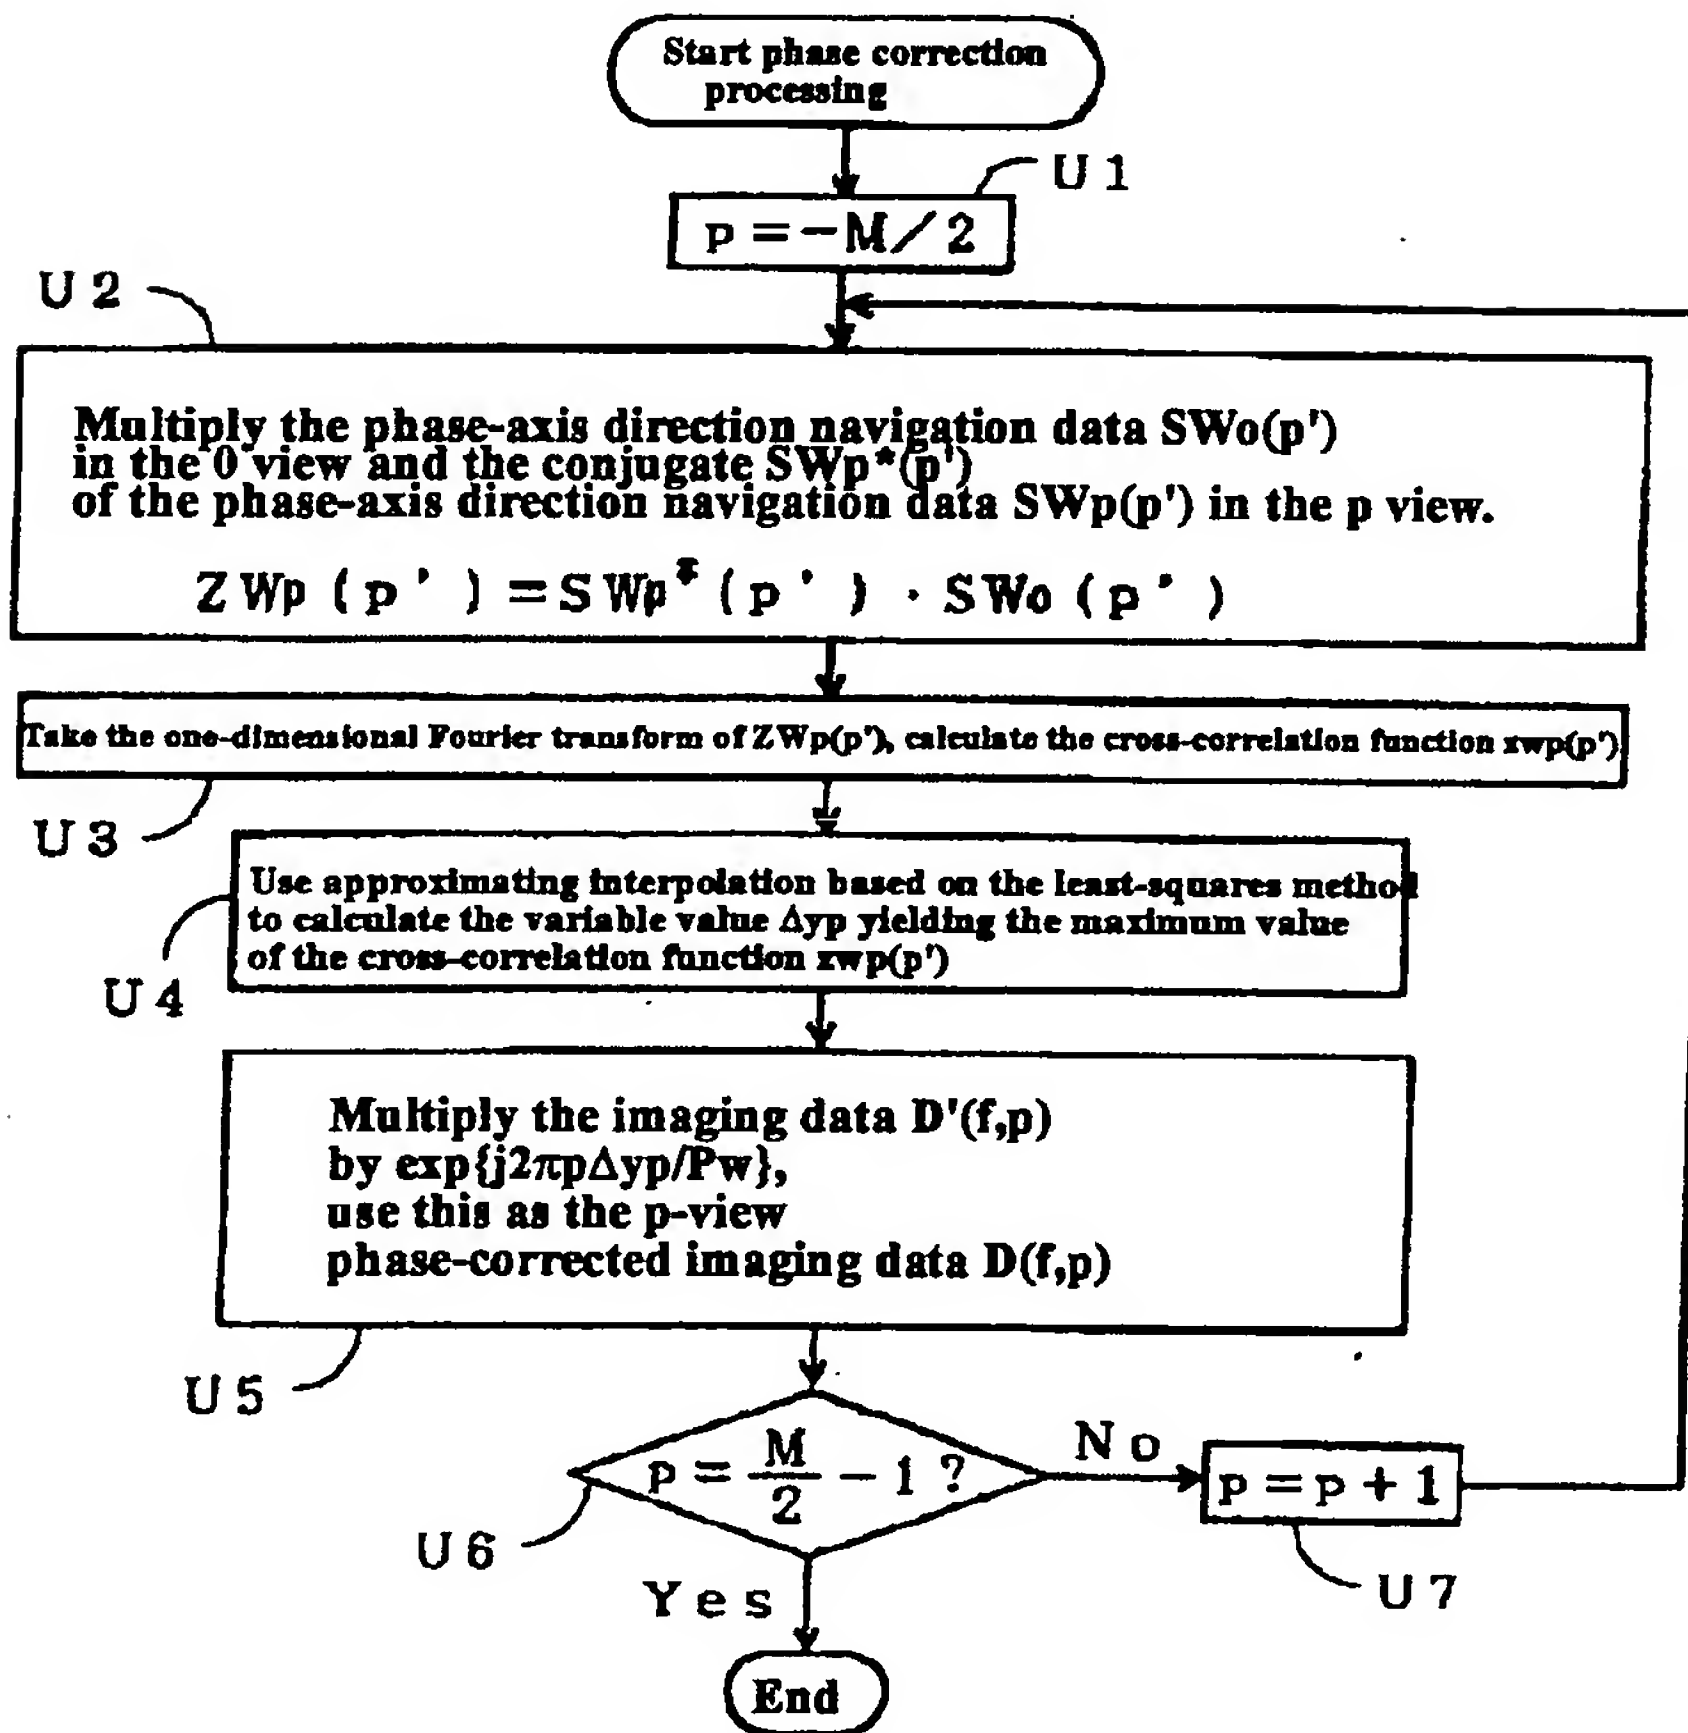 Start phase correction
processing
U1
p=-M/2
U2
Multiply the phase-axis direction navigation data SWo(p')
in the 0 view and the conjugate SWp*(p')
of the phase-axis direction navigation data SWp(p') in the p view.
ZWp(p')=SWp*(p')·SWo(p')
Take the one-dimensional Fourier transform of ZWp(p'), calculate the cross-correlation function zwp(p')
U3
Use approximating interpolation based on the least-squares method
to calculate the variable value Δyp yielding the maximum value
of the cross-correlation function zwp(p')
U4
Multiply the imaging data D'(f,p)
by exp{j2πpΔyp/Pw},
use this as the p-view
phase-corrected imaging data D(f,p)
U5
p=M/2-1?
No
p=p+1
U6
U7
Yes
End